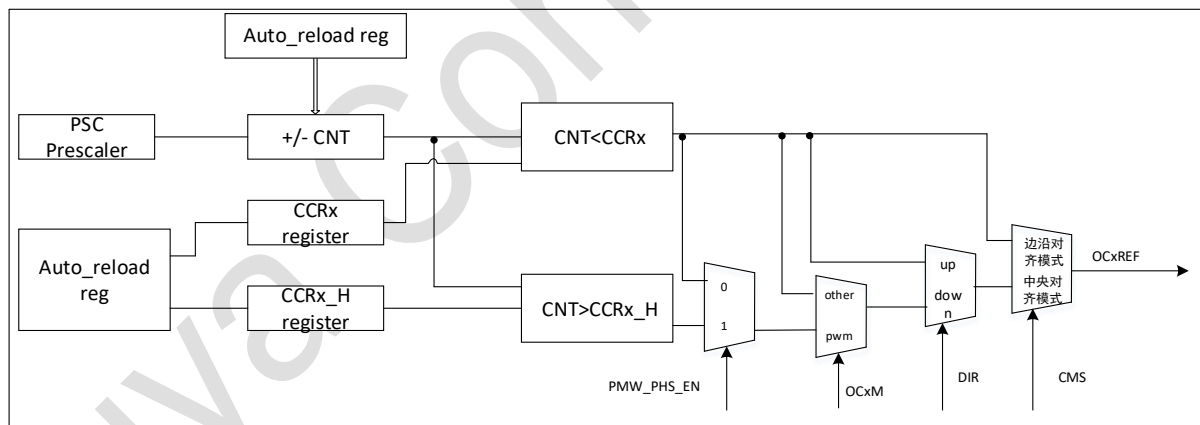 Auto_reload reg
PSC
Prescaler
+/- CNT
CNT<CCRx
CCRx
register
Auto_reload
reg
CCRx_H
register
CNT>CCRx_H
0
1
other
pwm
up
dow
n
边沿对
齐模式
中央对
齐模式
OCxREF
PMW_PHS_EN
OCxM
DIR
CMS